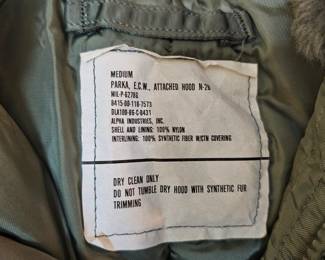 MEDIUM
PARKA, E.C.W., ATTACHED HOOD N-2B
MIL-P-6278G
8415-00-116-7573
DLA100-86-C-0431
ALPHA INDUSTRIES, INC.
SHELL AND LINING: 100% NYLON
INTERLINING: 100% SYNTHETIC FIBER W/CTN COVERING
DRY CLEAN ONLY
DO NOT TUMBLE DRY HOOD WITH SYNTHETIC FUR
TRIMMING